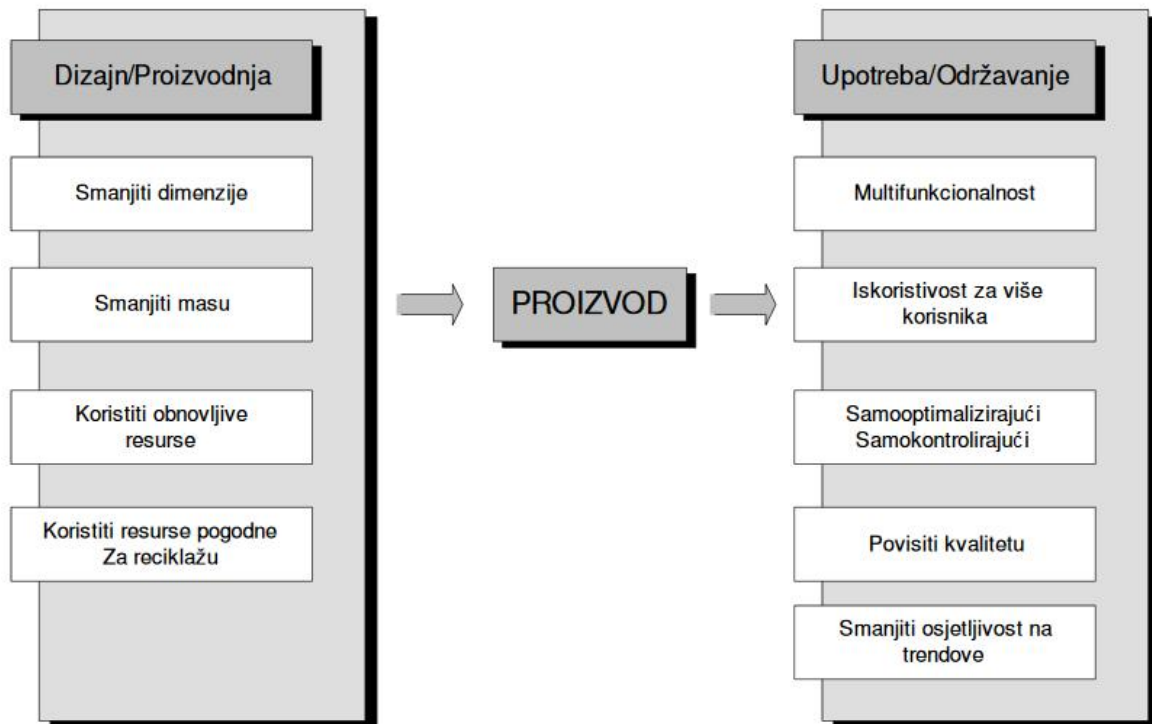 Dizajn/Proizvodnja
Smanjiti dimenzije
Smanjiti masu
Koristiti obnovljive
resurse
Koristiti resurse pogodne
Za reciklažu
PROIZVOD
Upotreba/Održavanje
Multifunkcionalnost
Iskoristivost za više
korisnika
Samooptimalizirajući
Samokontrolirajući
Povisiti kvalitetu
Smanjiti osjetljivost na
trendove